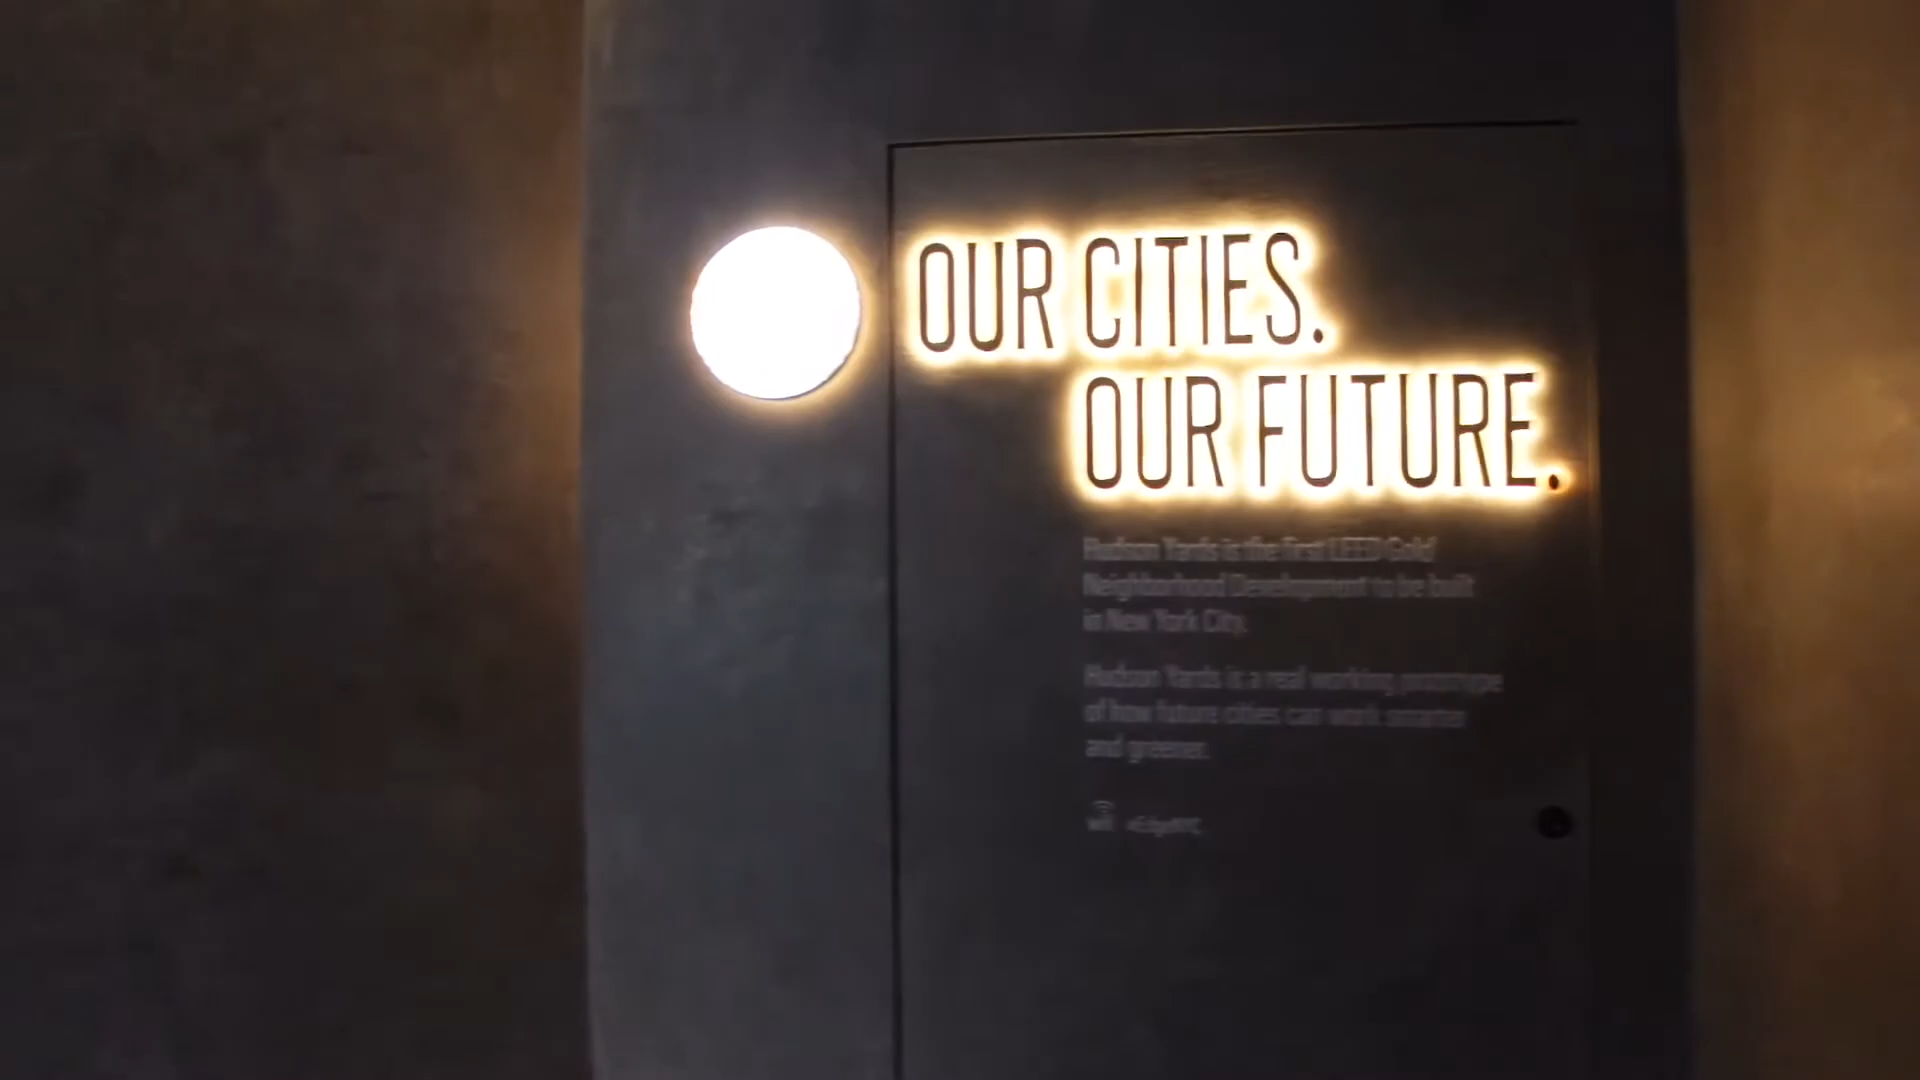 OUR CITIES.
OUR FUTURE.
Hudson Yards is the first LEED Gold
Neighborhood Development to be built
in New York City.
Hudson Yards is a real working prototype
of how future cities can work smarter
and greener.